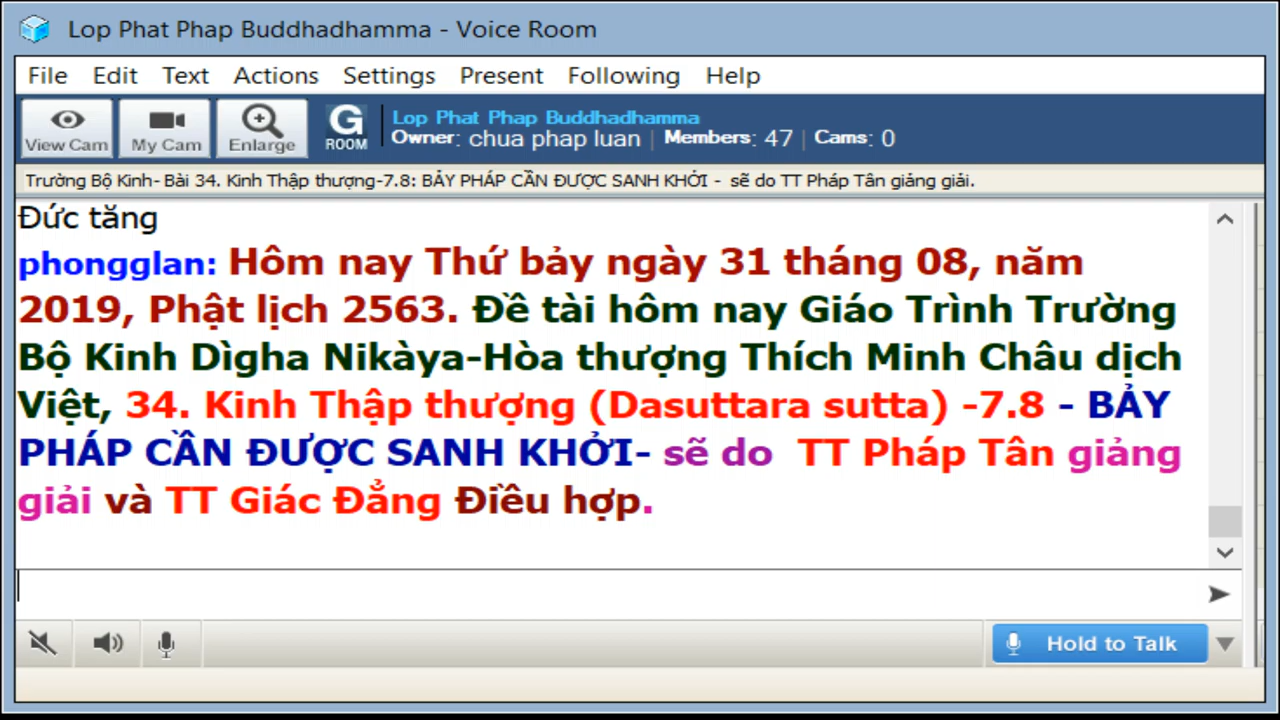 Lop Phat Phap Buddhadhamma - Voice Room
File Edit Text Actions Settings Present Following Help
View Cam My Cam Enlarge G ROOM
Lop Phat Phap Buddhadhamma
Owner: chua phap luan | Members: 47 | Cams: 0
Trường Bộ Kinh- Bài 34. Kinh Thập thượng-7.8: BẢY PHÁP CẦN ĐƯỢC SANH KHỞI - sẽ do TT Pháp Tân giảng giải.
Đức tăng
phongglan: Hôm nay Thứ bảy ngày 31 tháng 08, năm
2019, Phật lịch 2563. Đề tài hôm nay Giáo Trình Trường
Bộ Kinh Dìgha Nikàya-Hòa thượng Thích Minh Châu dịch
Việt, 34. Kinh Thập thượng (Dasuttara sutta) -7.8 - BẢY
PHÁP CẦN ĐƯỢC SANH KHỞI- sẽ do TT Pháp Tân giảng
giải và TT Giác Đẳng Điều hợp.
Hold to Talk